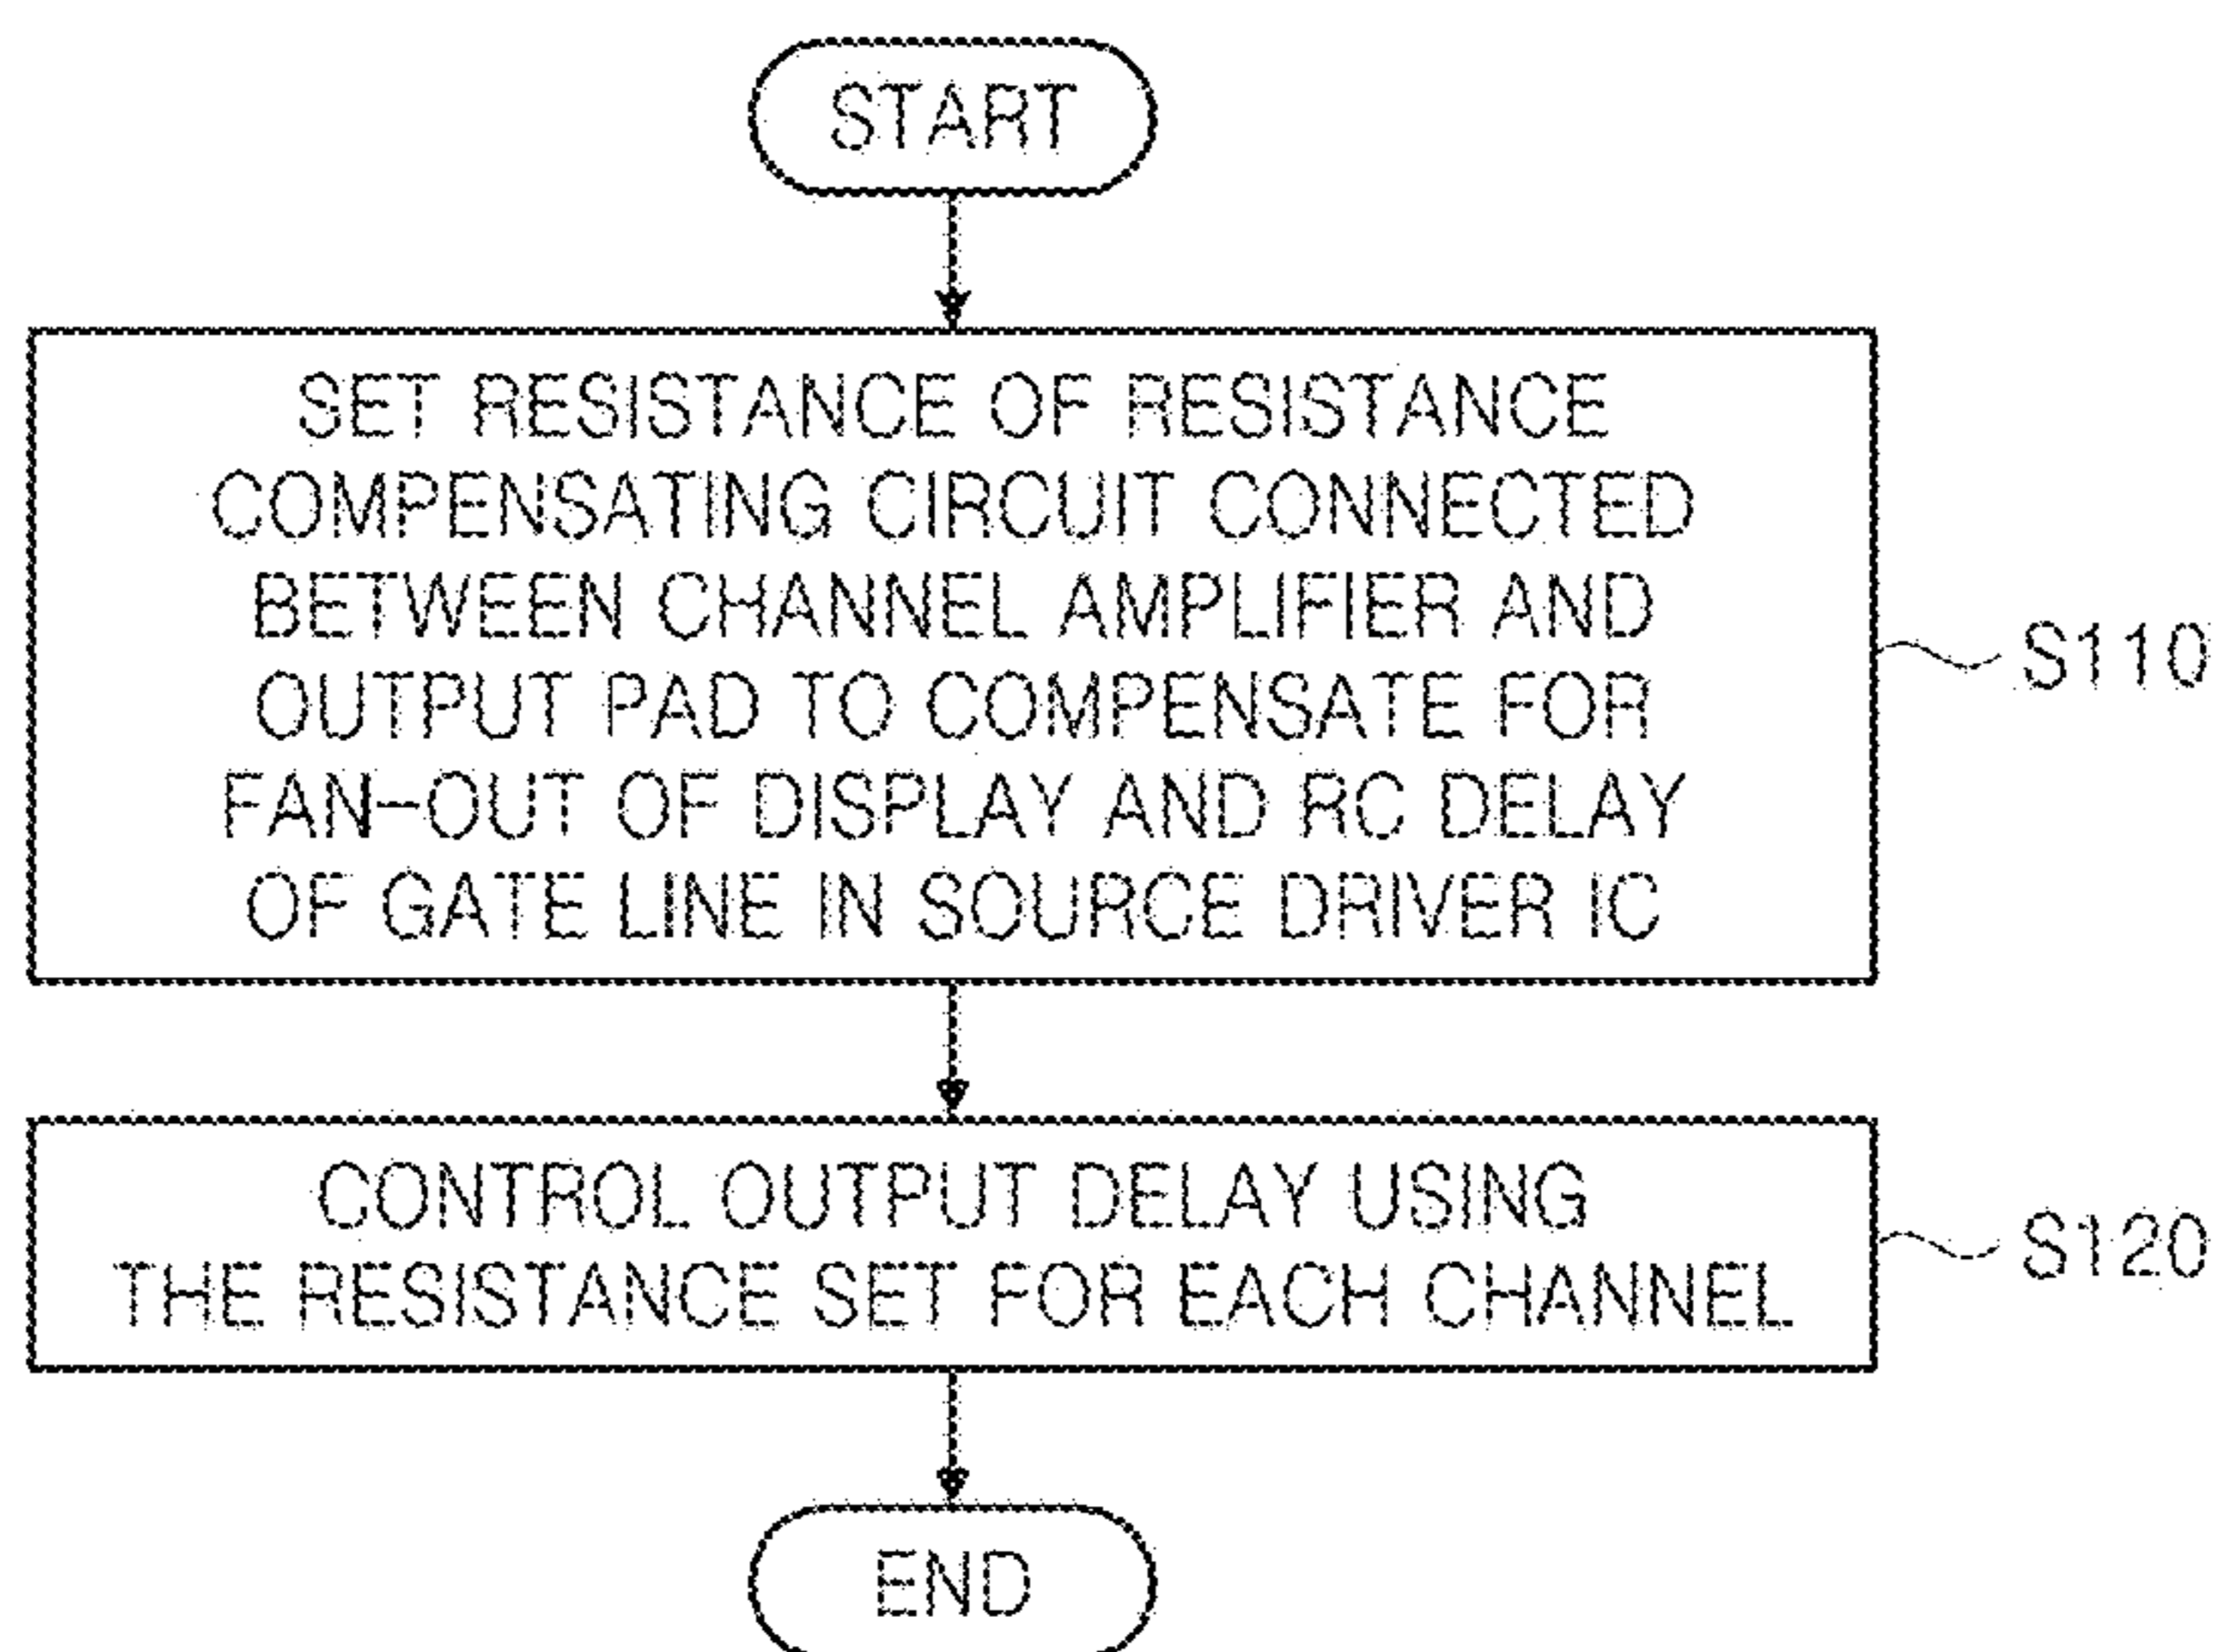 START
SET RESISTANCE OF RESISTANCE
COMPENSATING CIRCUIT CONNECTED
BETWEEN CHANNEL AMPLIFIER AND
OUTPUT PAD TO COMPENSATE FOR
FAN-OUT OF DISPLAY AND RC DELAY
OF GATE LINE IN SOURCE DRIVER IC
S110
CONTROL OUTPUT DELAY USING
THE RESISTANCE SET FOR EACH CHANNEL
S120
END